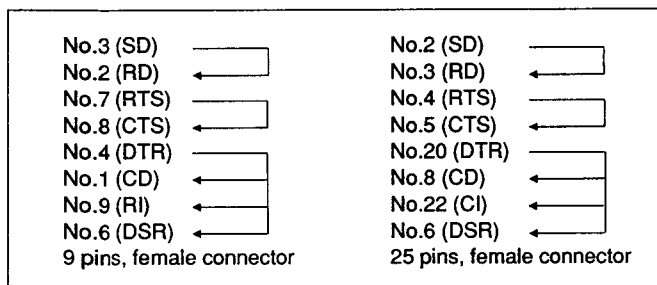 No.3 (SD)
No.2 (RD)
No.7 (RTS)
No.8 (CTS)
No.4 (DTR)
No.1 (CD)
No.9 (RI)
No.6 (DSR)
9 pins, female connector
No.2 (SD)
No.3 (RD)
No.4 (RTS)
No.5 (CTS)
No.20 (DTR)
No.8 (CD)
No.22 (CI)
No.6 (DSR)
25 pins, female connector